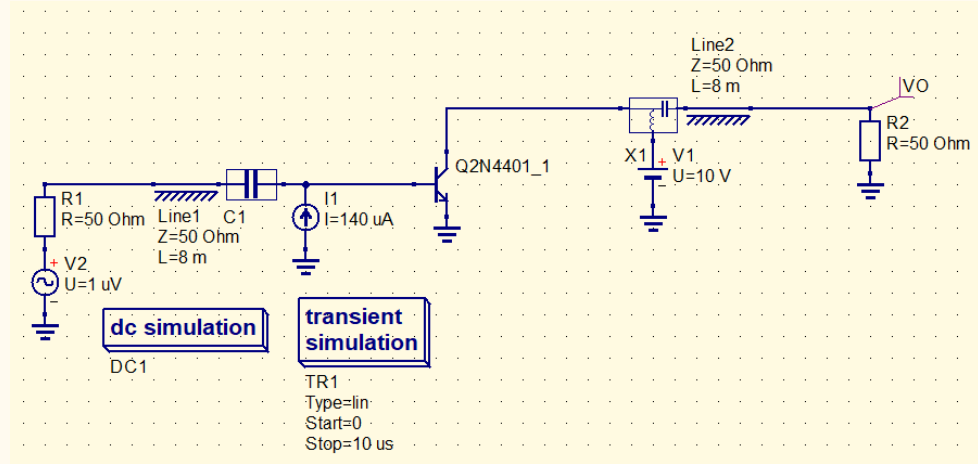 Line2
Z=50 Ohm
L=8 m
VO
R2
R=50 Ohm
X1
V1
U=10 V
Q2N4401_1
R1
R=50 Ohm
Line1
Z=50 Ohm
L=8 m
C1
I1
I=140 uA
V2
U=1 uV
dc simulation
DC1
transient
simulation
TR1
Type=lin
Start=0
Stop=10 us